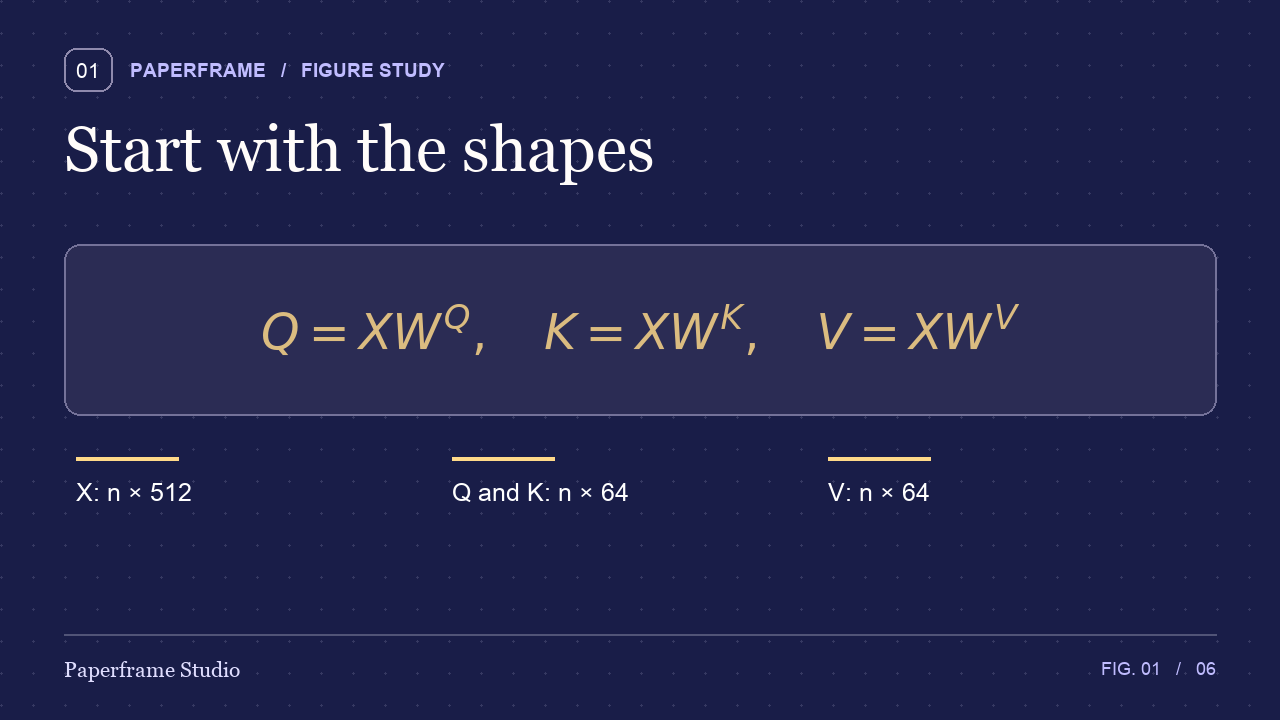 01 PAPERFRAME / FIGURE STUDY
Start with the shapes
Q = XW^Q, K = XW^K, V = XW^V
X: n × 512
Q and K: n × 64
V: n × 64
Paperframe Studio
FIG. 01 / 06